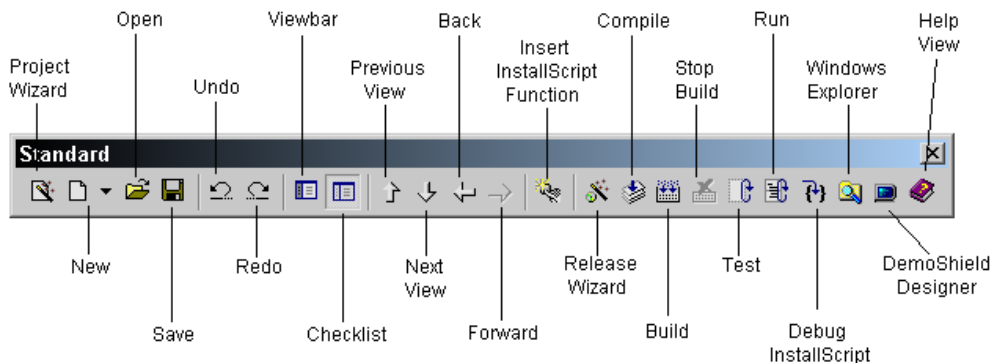 Open
Viewbar
Back
Compile
Run
Help
View
Project
Wizard
Undo
Previous
View
Insert
InstallScript
Function
Stop
Build
Windows
Explorer
Standard
New
Redo
Next
View
Release
Wizard
Test
DemoShield
Designer
Save
Checklist
Forward
Build
Debug
InstallScript